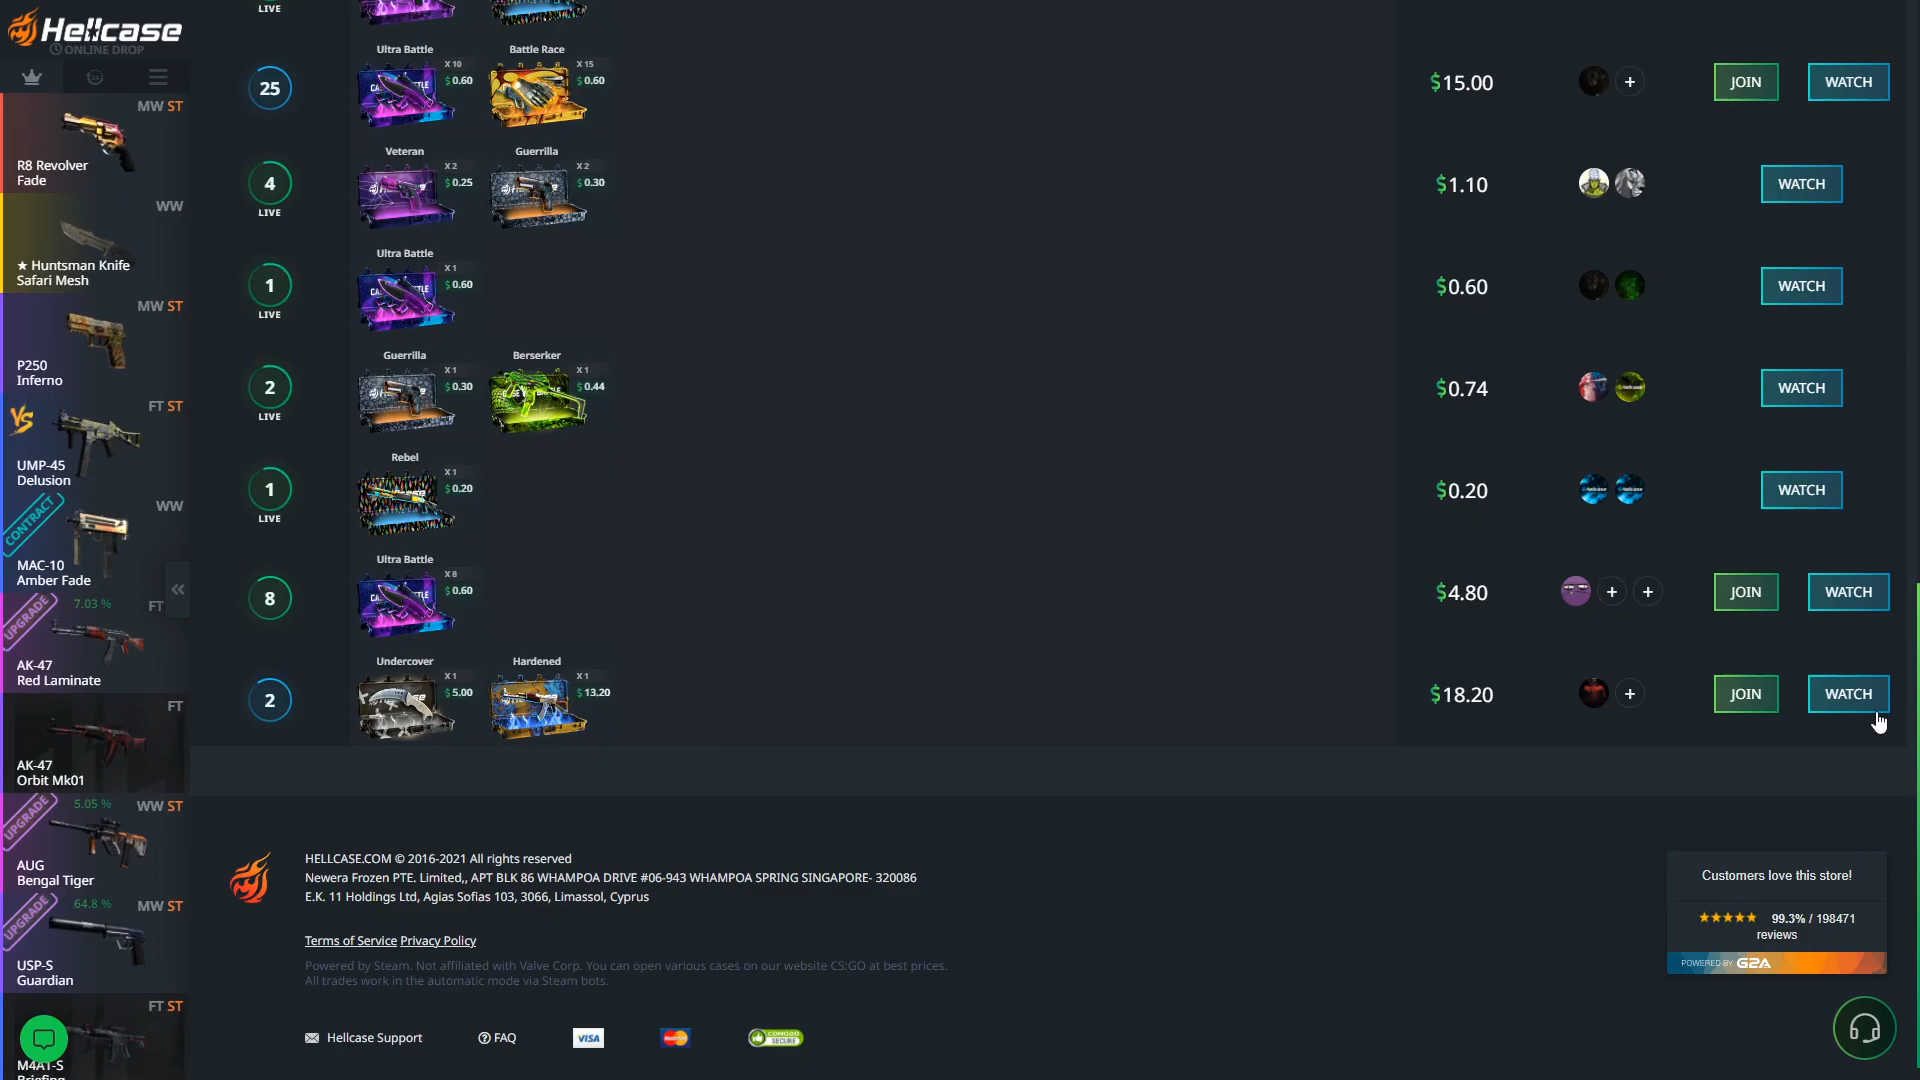 Hellcase
ONLINE DROP
LIVE
MW ST
R8 Revolver
Fade
WW
★ Huntsman Knife
Safari Mesh
MW ST
P250
Inferno
VS
FT ST
UMP-45
Delusion
CONTRACT
WW
MAC-10
Amber Fade
UPGRADE
7.03 %
FT
AK-47
Red Laminate
FT
AK-47
Orbit Mk01
UPGRADE
5.05 %
WW ST
AUG
Bengal Tiger
UPGRADE
64.8 %
MW ST
USP-S
Guardian
FT ST
M4A1-S
Briefing
25
Ultra Battle
X 10
$ 0.60
Battle Race
X 15
$ 0.60
$15.00
+
JOIN
WATCH
4
LIVE
Veteran
X 2
$ 0.25
Guerrilla
X 2
$ 0.30
$1.10
WATCH
1
LIVE
Ultra Battle
X 1
$ 0.60
$0.60
WATCH
2
LIVE
Guerrilla
X 1
$ 0.30
Berserker
X 1
$ 0.44
$0.74
WATCH
1
LIVE
Rebel
X 1
$ 0.20
$0.20
WATCH
8
Ultra Battle
X 8
$ 0.60
$4.80
+ +
JOIN
WATCH
2
Undercover
X 1
$ 5.00
Hardened
X 1
$ 13.20
$18.20
+
JOIN
WATCH
HELLCASE.COM © 2016-2021 All rights reserved
Newera Frozen PTE. Limited,, APT BLK 86 WHAMPOA DRIVE #06-943 WHAMPOA SPRING SINGAPORE- 320086
E.K. 11 Holdings Ltd, Agias Sofias 103, 3066, Limassol, Cyprus
Terms of Service Privacy Policy
Powered by Steam. Not affiliated with Valve Corp. You can open various cases on our website CS:GO at best prices.
All trades work in the automatic mode via Steam bots.
Hellcase Support
FAQ
VISA
COMODO
SECURE
Customers love this store!
★★★★★ 99.3% / 198471
reviews
POWERED BY G2A